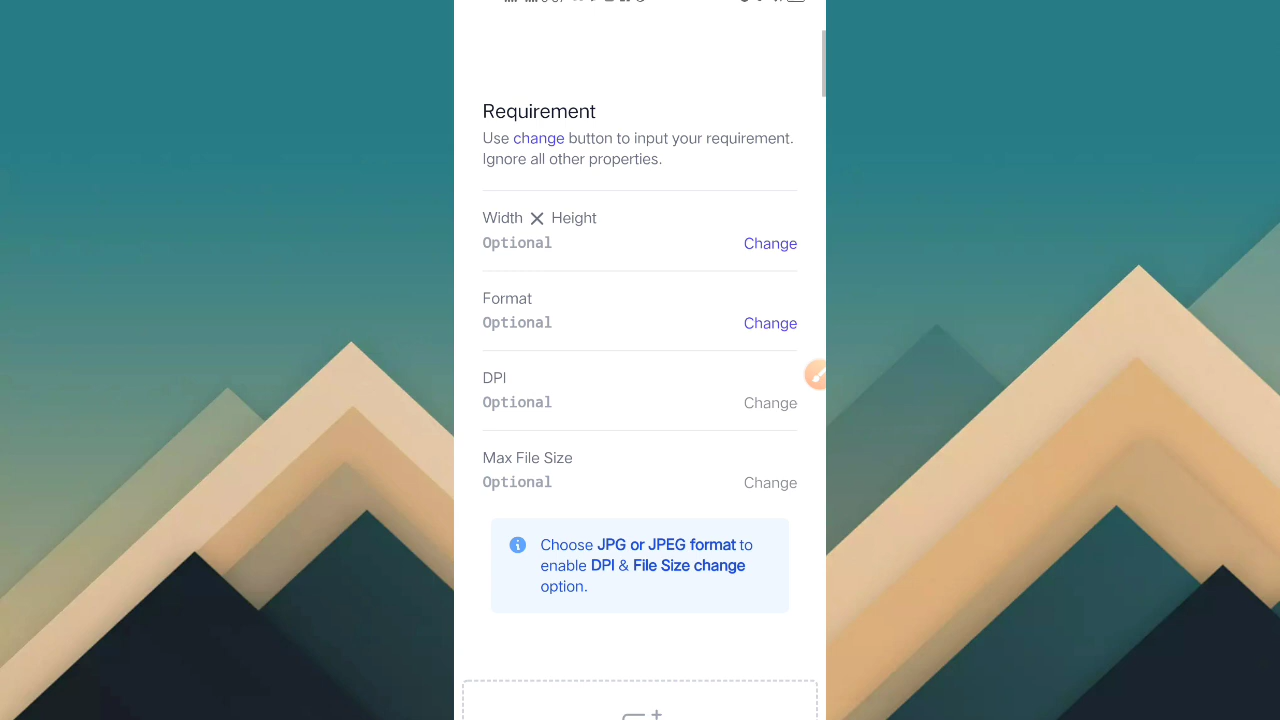 Requirement
Use change button to input your requirement.
Ignore all other properties.
Width × Height
Optional Change
Format
Optional Change
DPI
Optional Change
Max File Size
Optional Change
Choose JPG or JPEG format to
enable DPI & File Size change
option.